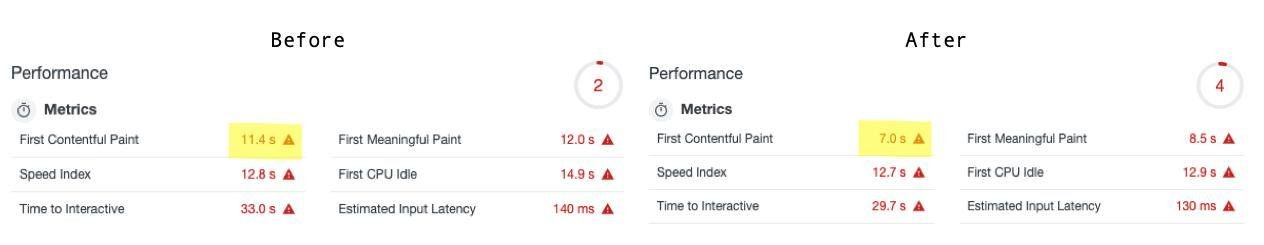 Before
Performance
2
Metrics
First Contentful Paint 11.4 s
First Meaningful Paint 12.0 s
Speed Index 12.8 s
First CPU Idle 14.9 s
Time to Interactive 33.0 s
Estimated Input Latency 140 ms
After
Performance
4
Metrics
First Contentful Paint 7.0 s
First Meaningful Paint 8.5 s
Speed Index 12.7 s
First CPU Idle 12.9 s
Time to Interactive 29.7 s
Estimated Input Latency 130 ms